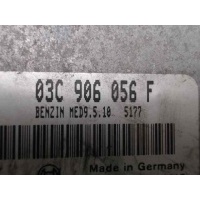 03C 906 056 F
BENZIN MED9.5.10 5177
Made in Germany